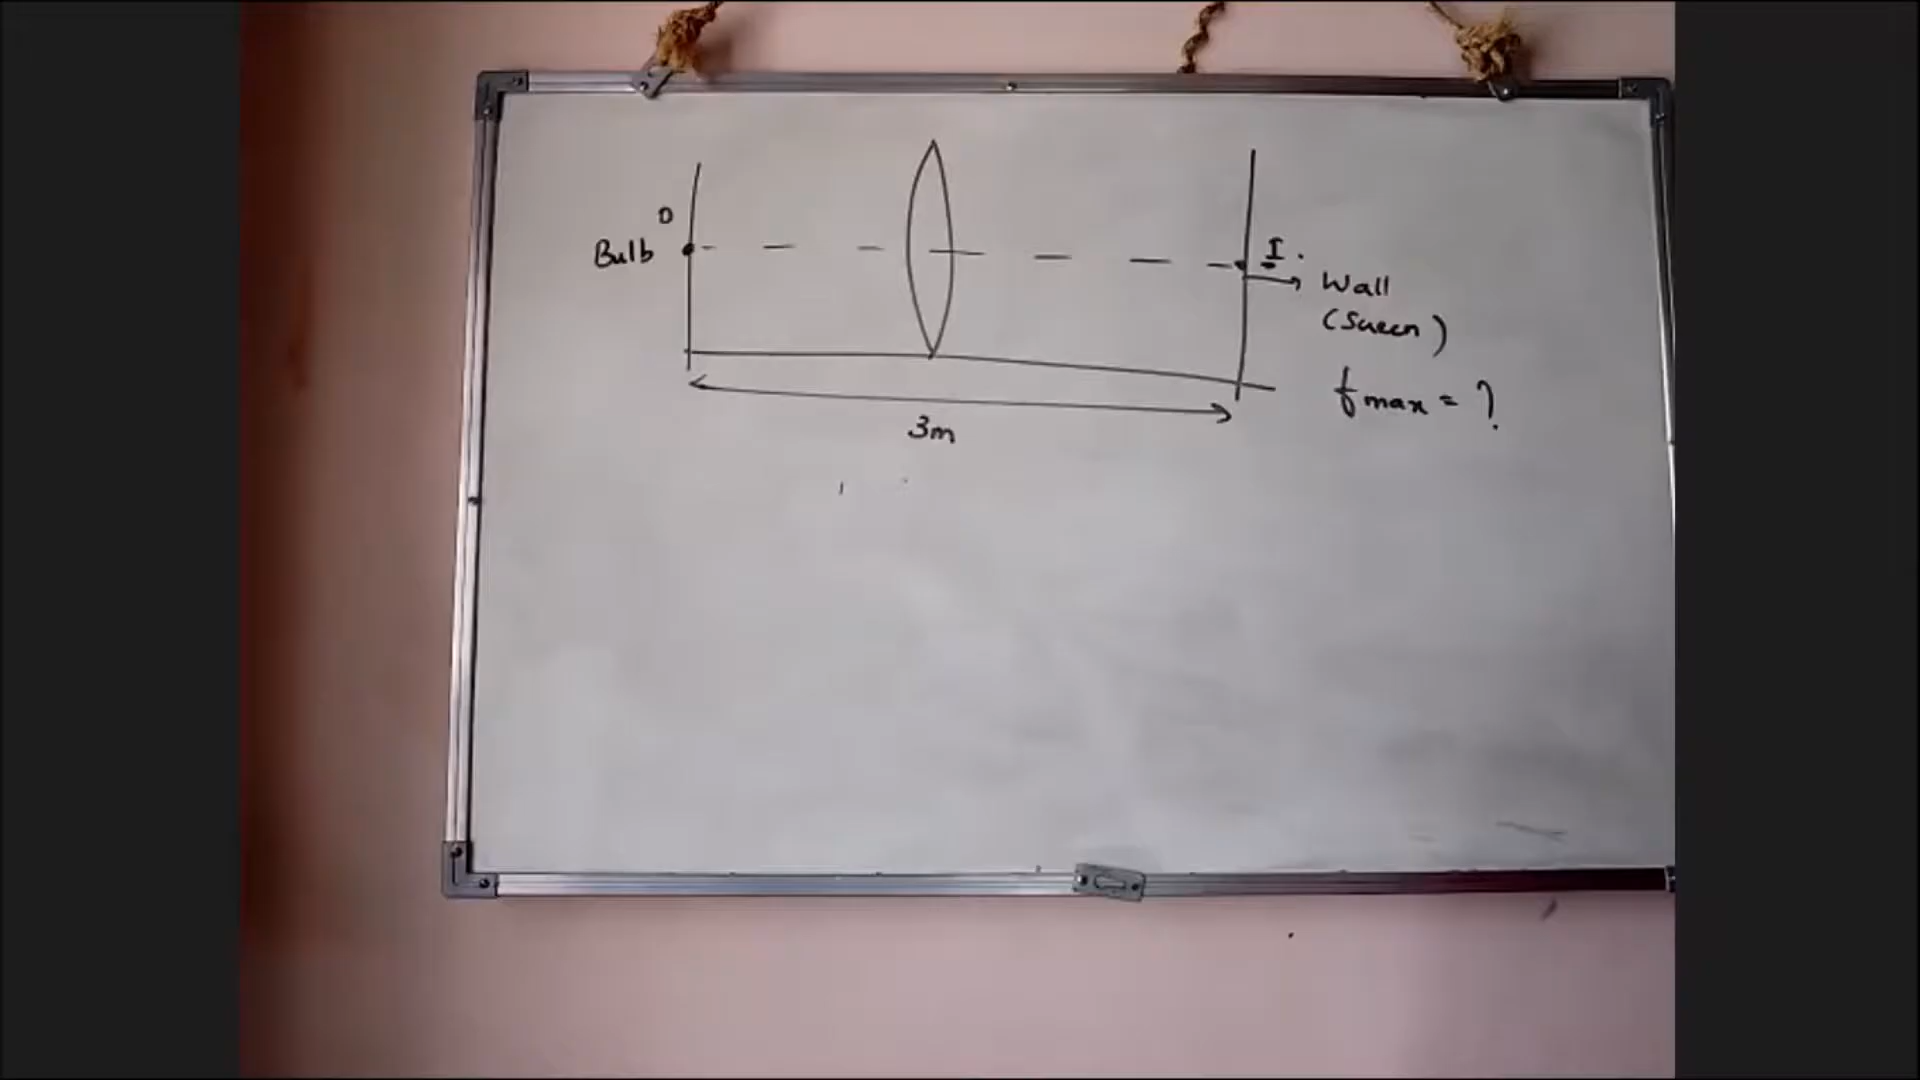 O
Bulb
I.
Wall
(Screen)
fmax = ?
3m